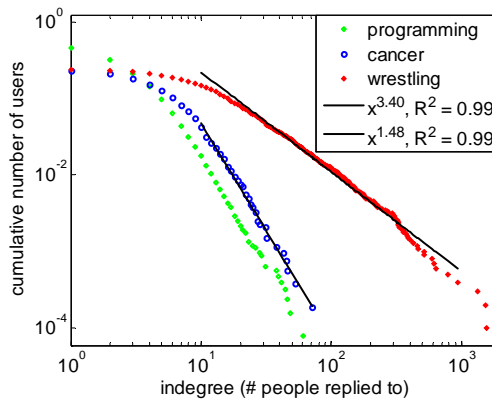 programming
cancer
wrestling
x^3.40, R^2 = 0.99
x^1.48, R^2 = 0.99
cumulative number of users
10^0
10^-2
10^-4
10^0
10^1
10^2
10^3
indegree (# people replied to)